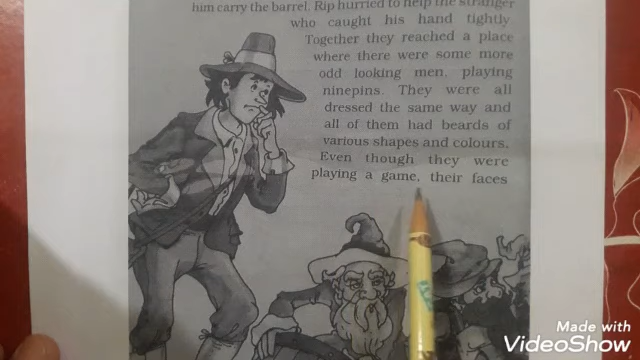 him carry the barrel. Rip hurried to help the stranger
who caught his hand tightly.
Together they reached a place
where there were some more
odd looking men, playing
ninepins. They were all
dressed the same way and
all of them had beards of
various shapes and colours.
Even though they were
playing a game, their faces
Made with
VideoShow